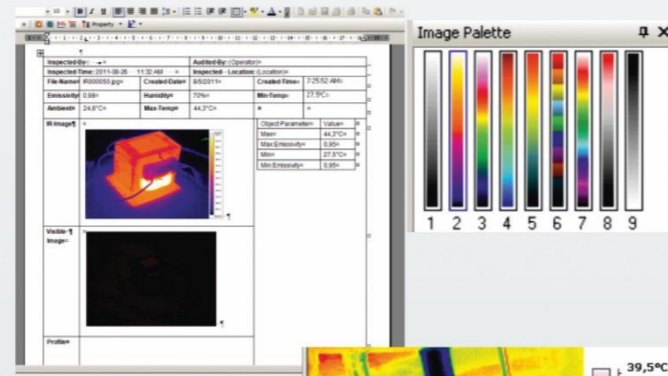 Property
Inspected·By:
Audited·By: (Operator)¤
Inspected·Time: 2011-08-26 11:32 AM ¤
Inspected··Location: (Location)¤
File·Name¤ IR000050.jpg¤ Created·Date¤ 8/5/2011¤ Created·Time¤ 7:25:52 AM¤
Emissivity¤ 0,98¤ Humidity¤ 70%¤ Min·Temp¤ 27,5°C¤
Ambient¤ 24,6°C¤ Max·Temp¤ 44,3°C¤ ¤ ¤
IR·Image¶
Object·Parameter¤ Value¤
Max¤ 44,3°C¤
Max:Emissivity¤ 0,95¤
Min¤ 27,5°C¤
Min:Emissivity¤ 0,95¤
Visible·¶
Image¤
Profile¤
Image Palette
1 2 3 4 5 6 7 8 9
39,5°C